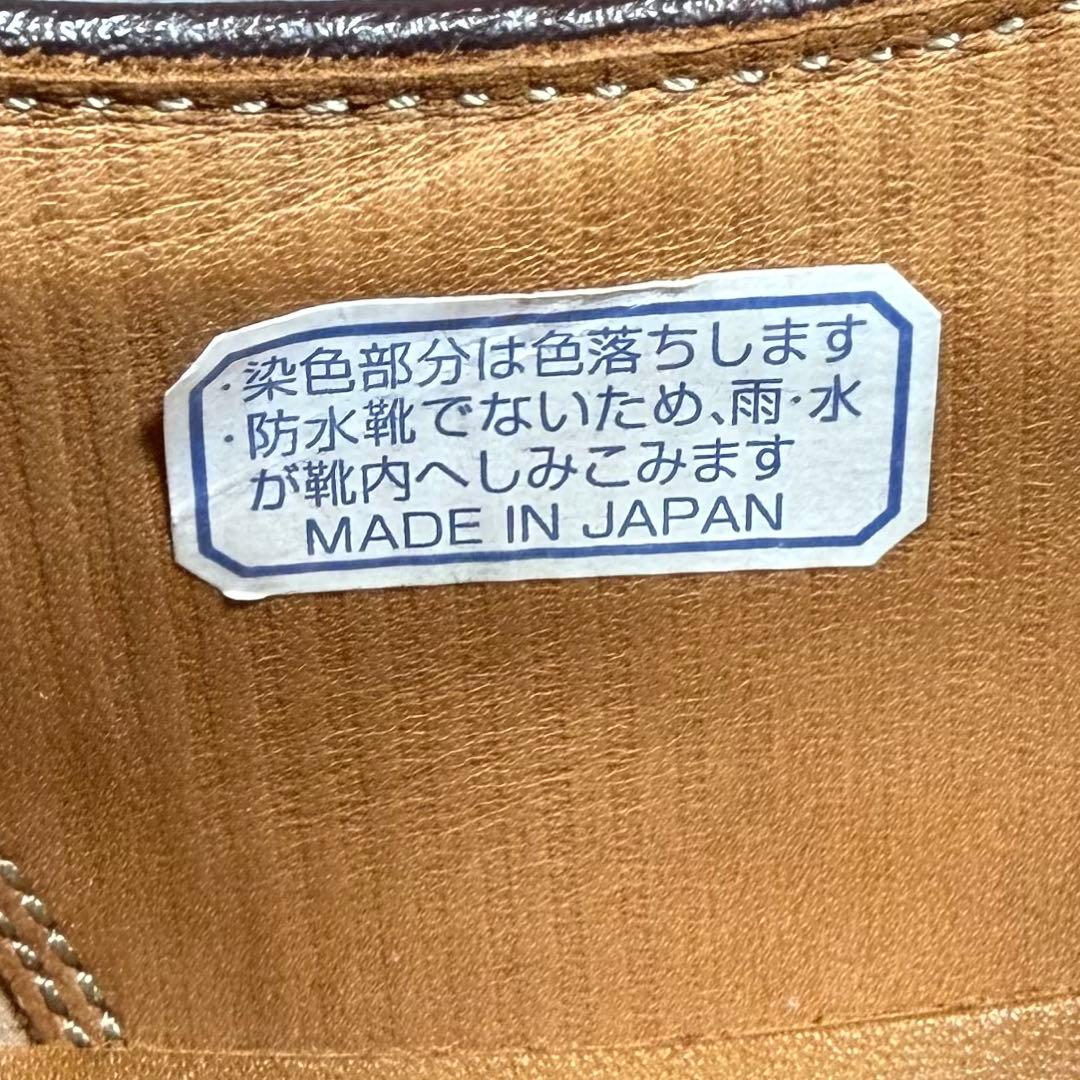 ・染色部分は色落ちします
・防水靴でないため、雨・水
が靴内へしみこみます
MADE IN JAPAN